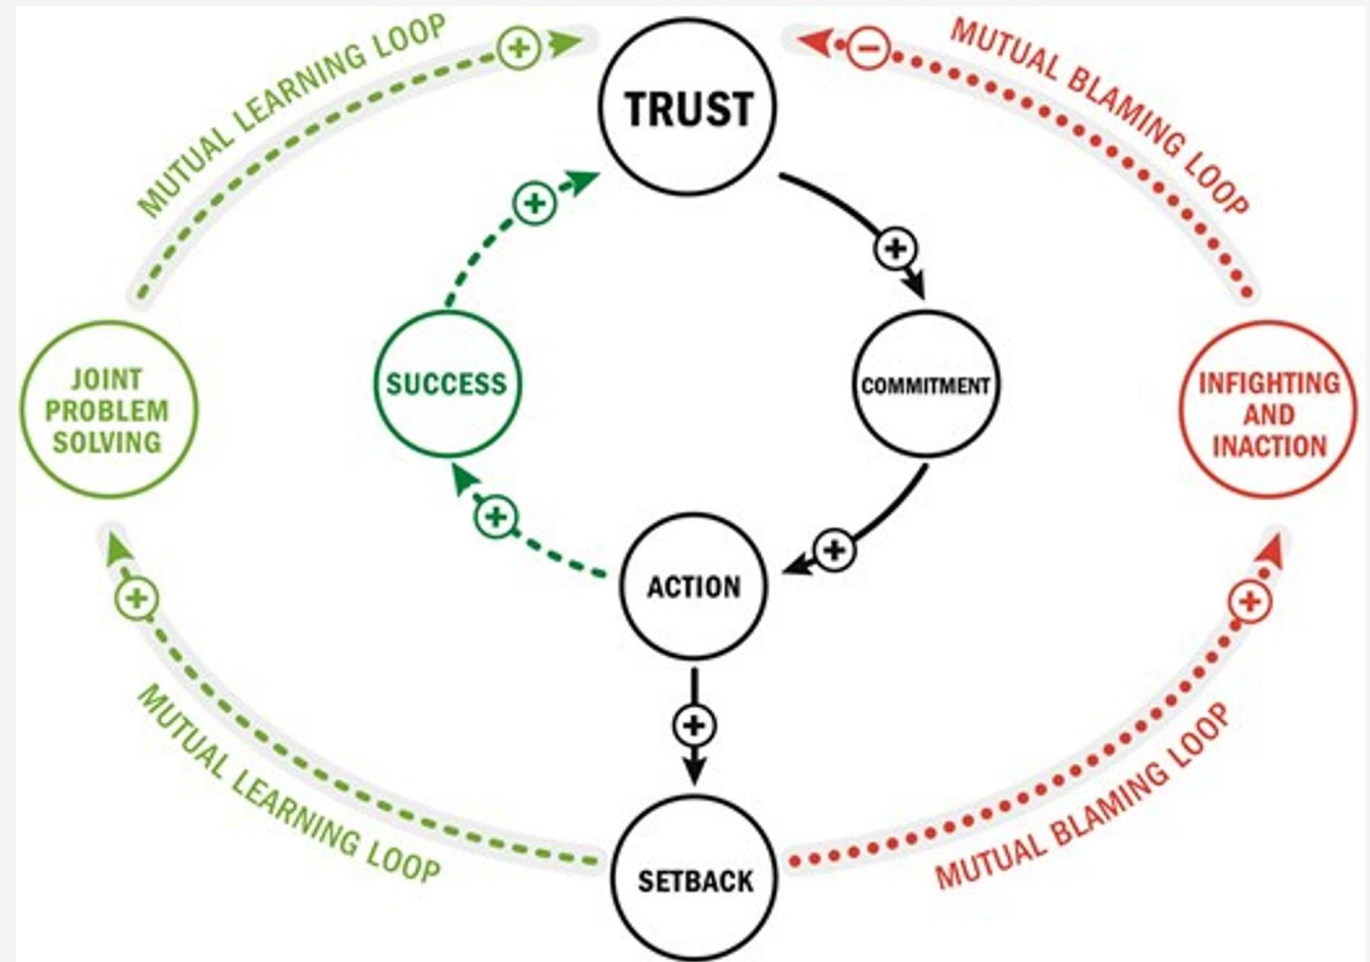 MUTUAL LEARNING LOOP
+
TRUST
−
MUTUAL BLAMING LOOP
+
+
SUCCESS
COMMITMENT
JOINT
PROBLEM
SOLVING
INFIGHTING
AND
INACTION
+
+
ACTION
+
+
+
MUTUAL LEARNING LOOP
SETBACK
MUTUAL BLAMING LOOP